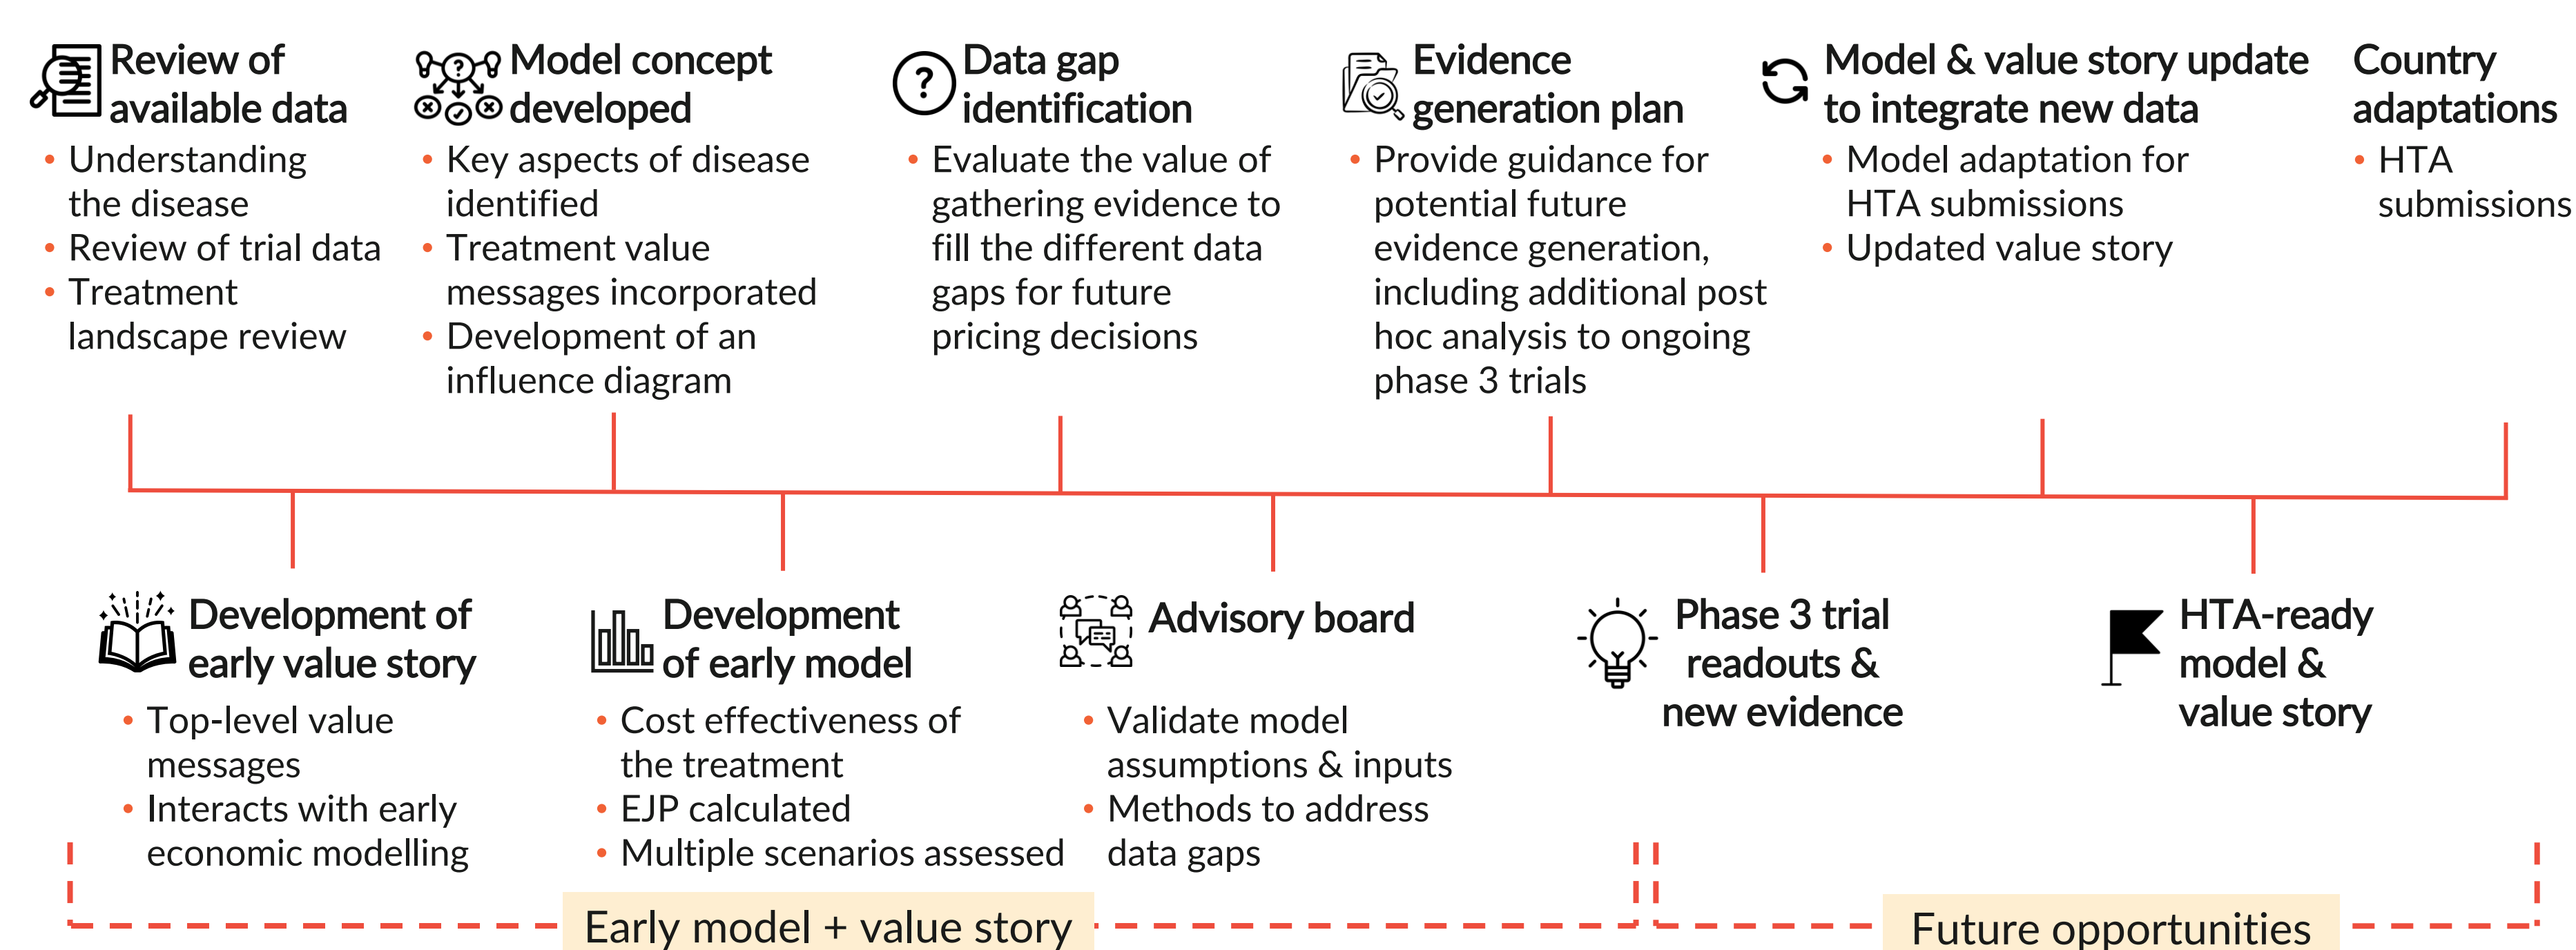 Review of
available data
• Understanding
the disease
• Review of trial data
• Treatment
landscape review
Model concept
developed
• Key aspects of disease
identified
• Treatment value
messages incorporated
• Development of an
influence diagram
Data gap
identification
• Evaluate the value of
gathering evidence to
fill the different data
gaps for future
pricing decisions
Evidence
generation plan
• Provide guidance for
potential future
evidence generation,
including additional post
hoc analysis to ongoing
phase 3 trials
Model & value story update
to integrate new data
• Model adaptation for
HTA submissions
• Updated value story
Country
adaptations
• HTA
submissions
Development of
early value story
• Top-level value
messages
• Interacts with early
economic modelling
Development
of early model
• Cost effectiveness of
the treatment
• EJP calculated
• Multiple scenarios assessed
Advisory board
• Validate model
assumptions & inputs
• Methods to address
data gaps
Phase 3 trial
readouts &
new evidence
HTA-ready
model &
value story
Early model + value story
Future opportunities